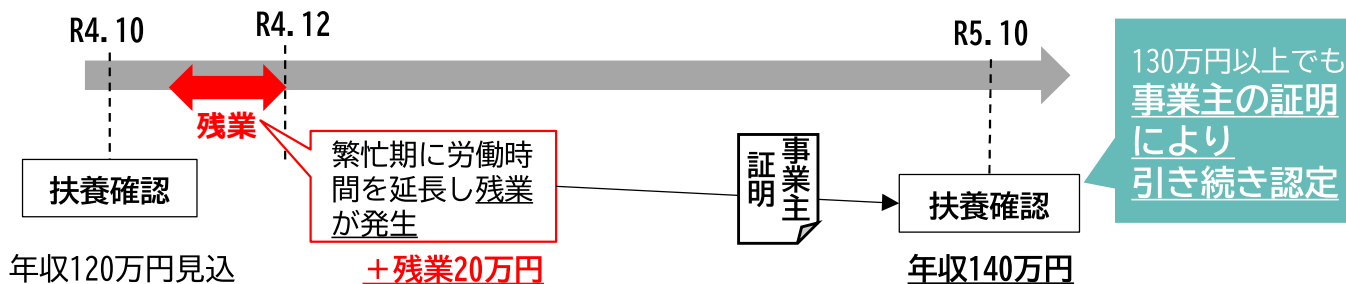 R4.10
R4.12
R5.10
130万円以上でも
事業主の証明
により
引き続き認定
残業
繁忙期に労働時
間を延長し残業
が発生
事業主
証明
扶養確認
扶養確認
年収120万円見込
＋残業20万円
年収140万円